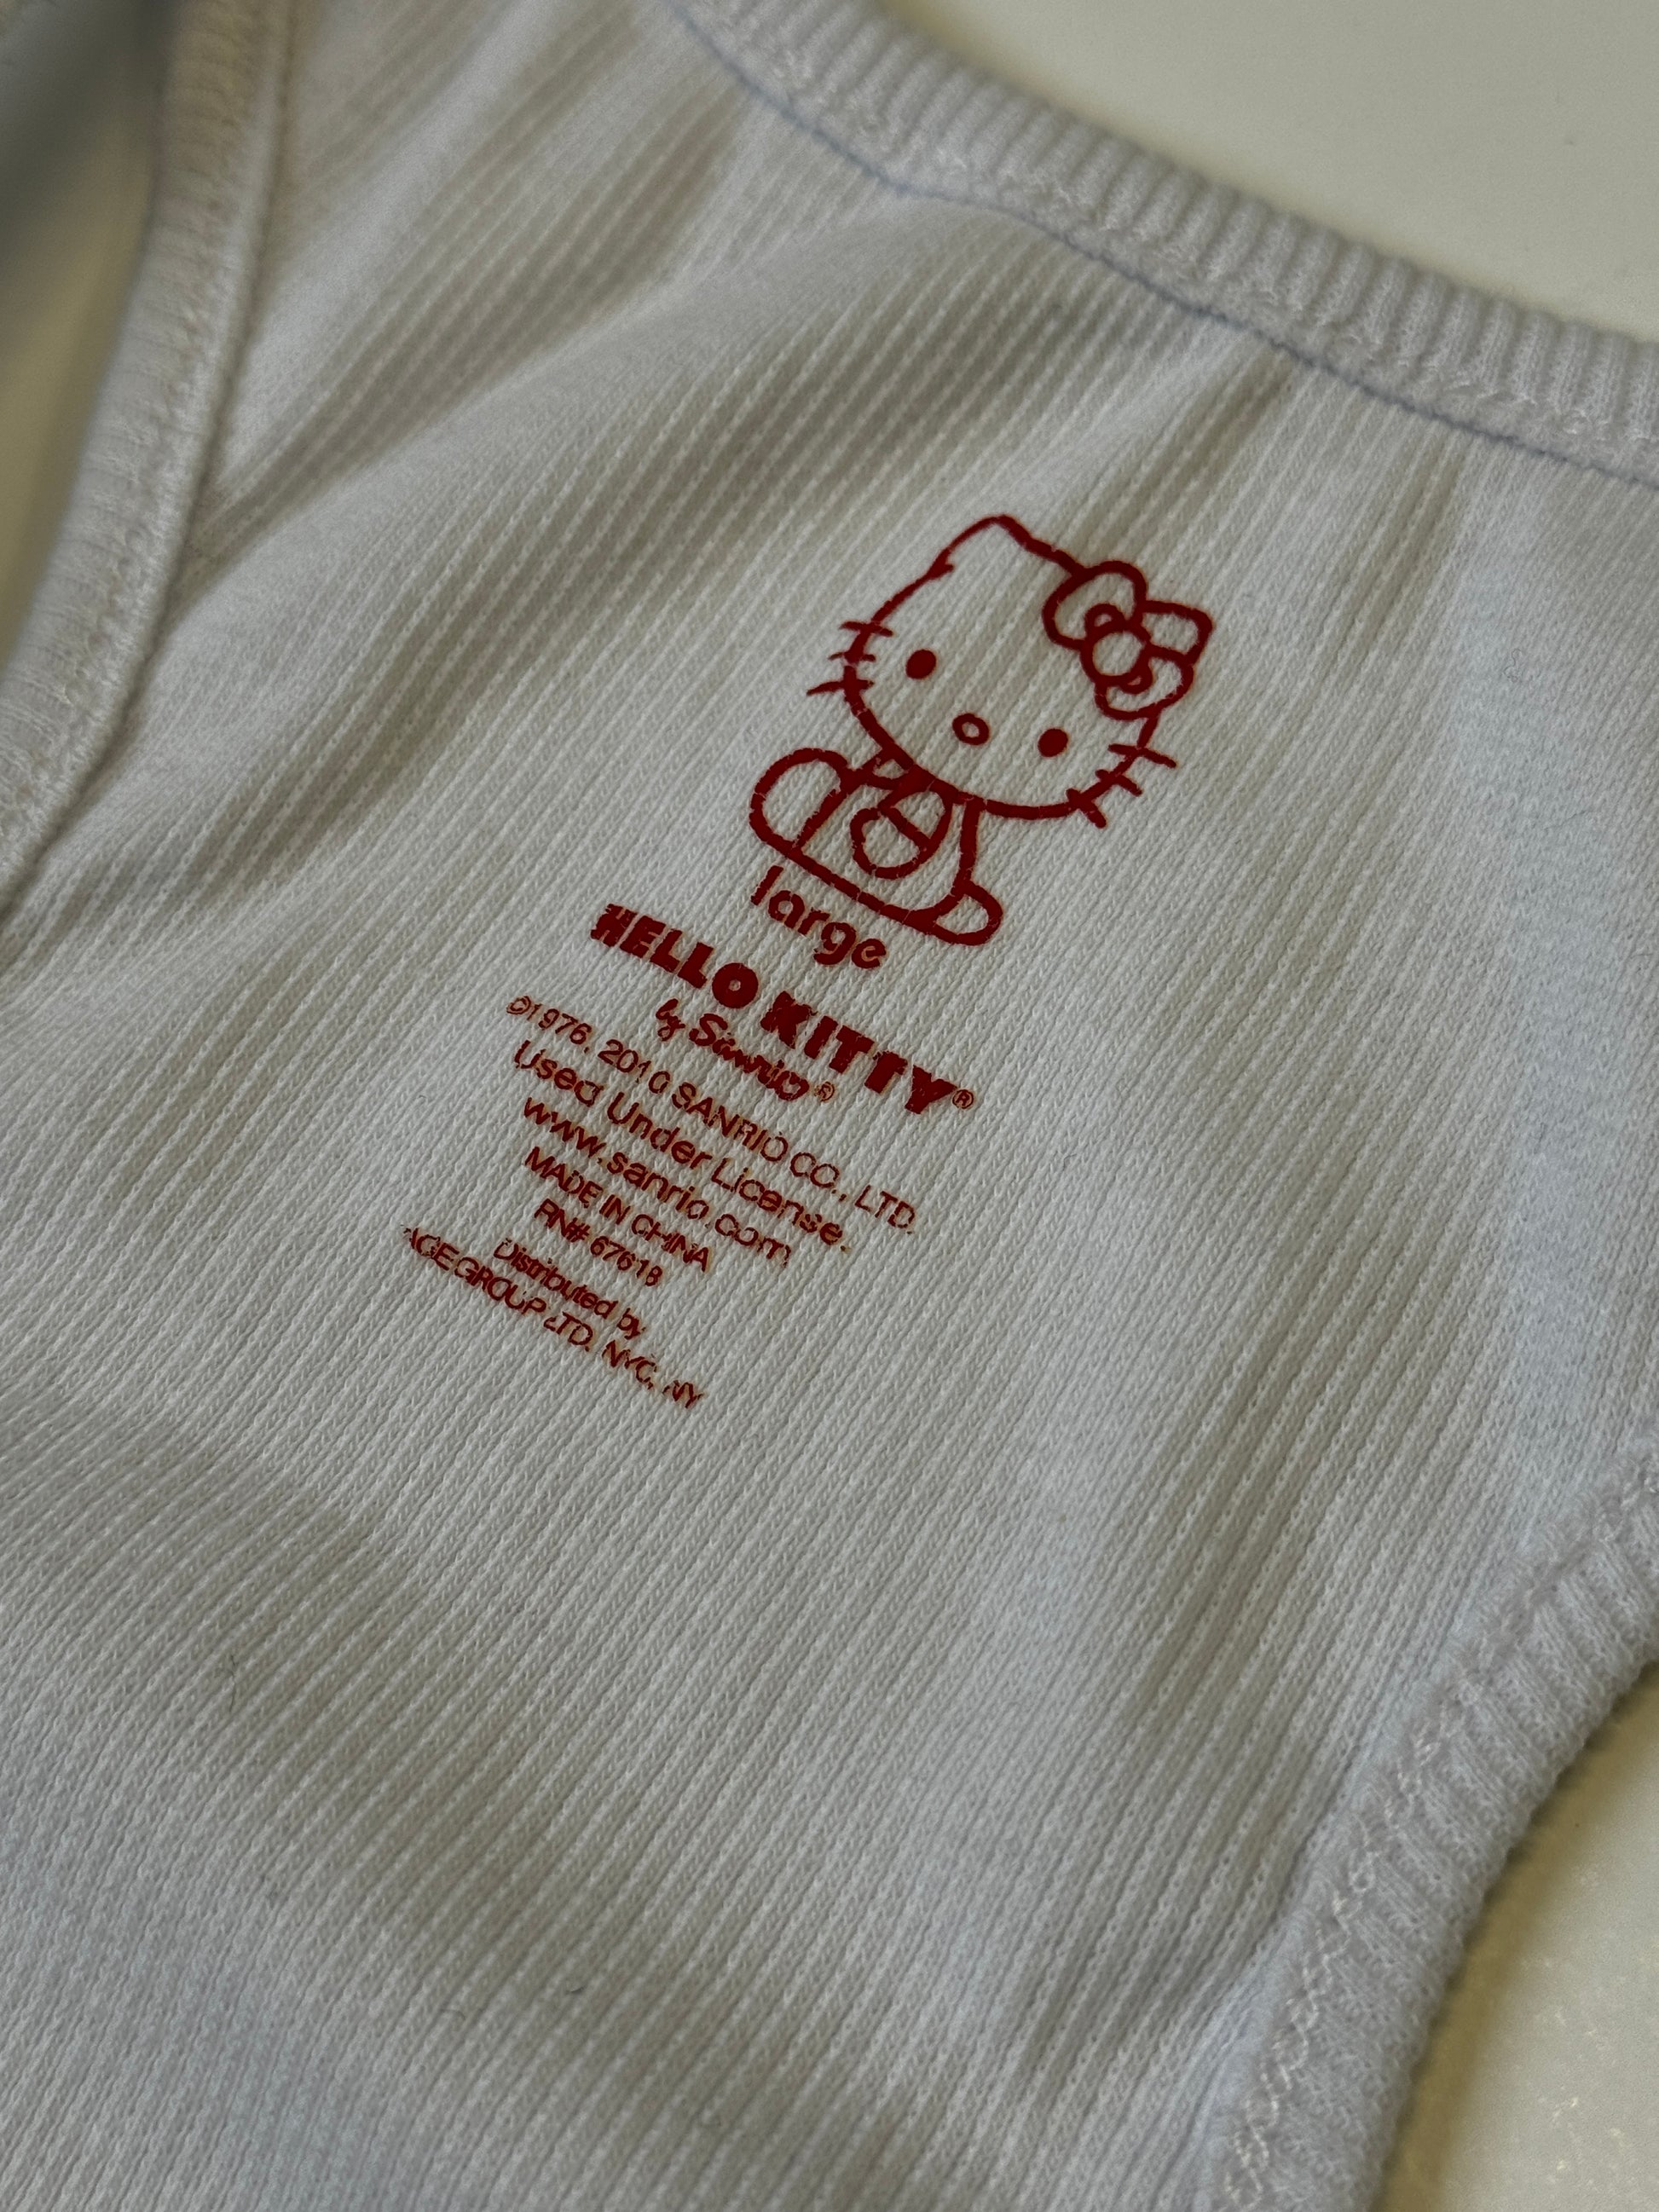 large
HELLO KITTY®
by Sanrio®
©1976, 2010 SANRIO CO., LTD.
Used Under License.
www.sanrio.com
MADE IN CHINA
RN# 67618
Distributed by
AGE GROUP LTD. NYC, NY